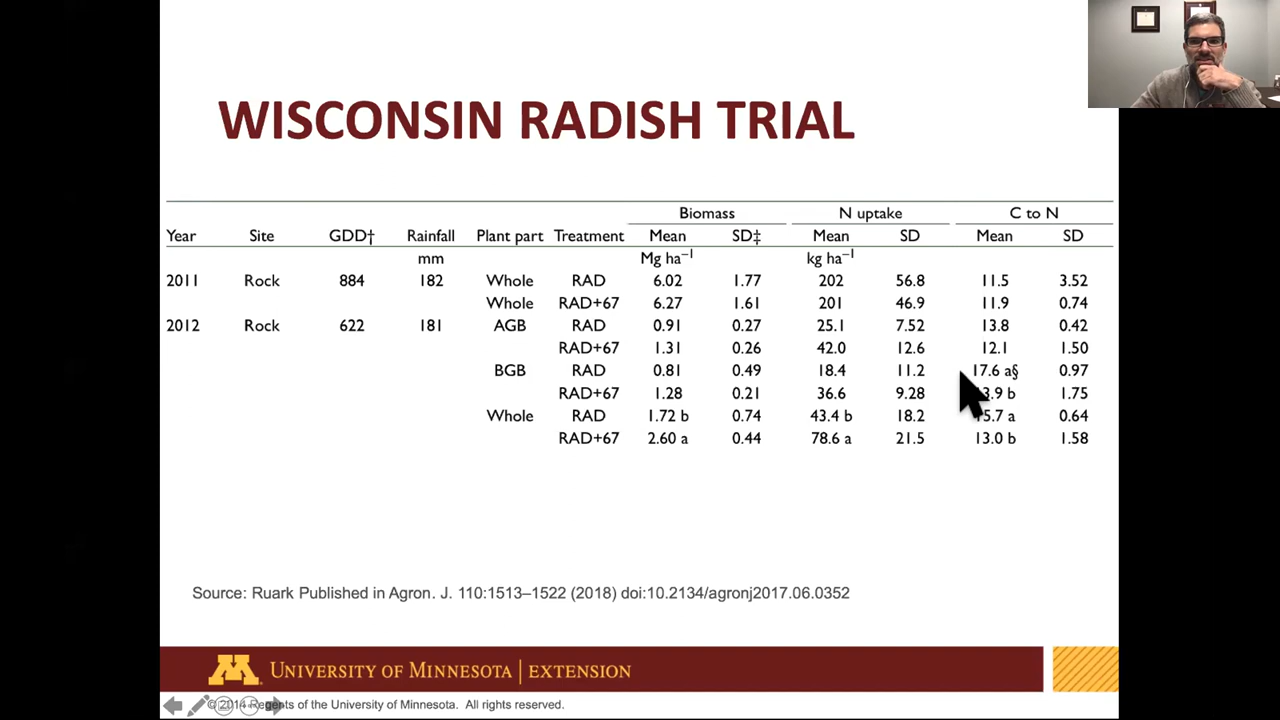 WISCONSIN RADISH TRIAL
Biomass N uptake C to N
Year Site GDD† Rainfall Plant part Treatment Mean SD‡ Mean SD Mean SD
mm Mg ha⁻¹ kg ha⁻¹
2011 Rock 884 182 Whole RAD 6.02 1.77 202 56.8 11.5 3.52
Whole RAD+67 6.27 1.61 201 46.9 11.9 0.74
2012 Rock 622 181 AGB RAD 0.91 0.27 25.1 7.52 13.8 0.42
RAD+67 1.31 0.26 42.0 12.6 12.1 1.50
BGB RAD 0.81 0.49 18.4 11.2 17.6 a§ 0.97
RAD+67 1.28 0.21 36.6 9.28 b 1.75
Whole RAD 1.72 b 0.74 43.4 b 18.2 a 0.64
RAD+67 2.60 a 0.44 78.6 a 21.5 13.0 b 1.58
Source: Ruark Published in Agron. J. 110:1513–1522 (2018) doi:10.2134/agronj2017.06.0352
M UNIVERSITY OF MINNESOTA | EXTENSION
© 2014 Regents of the University of Minnesota. All rights reserved.